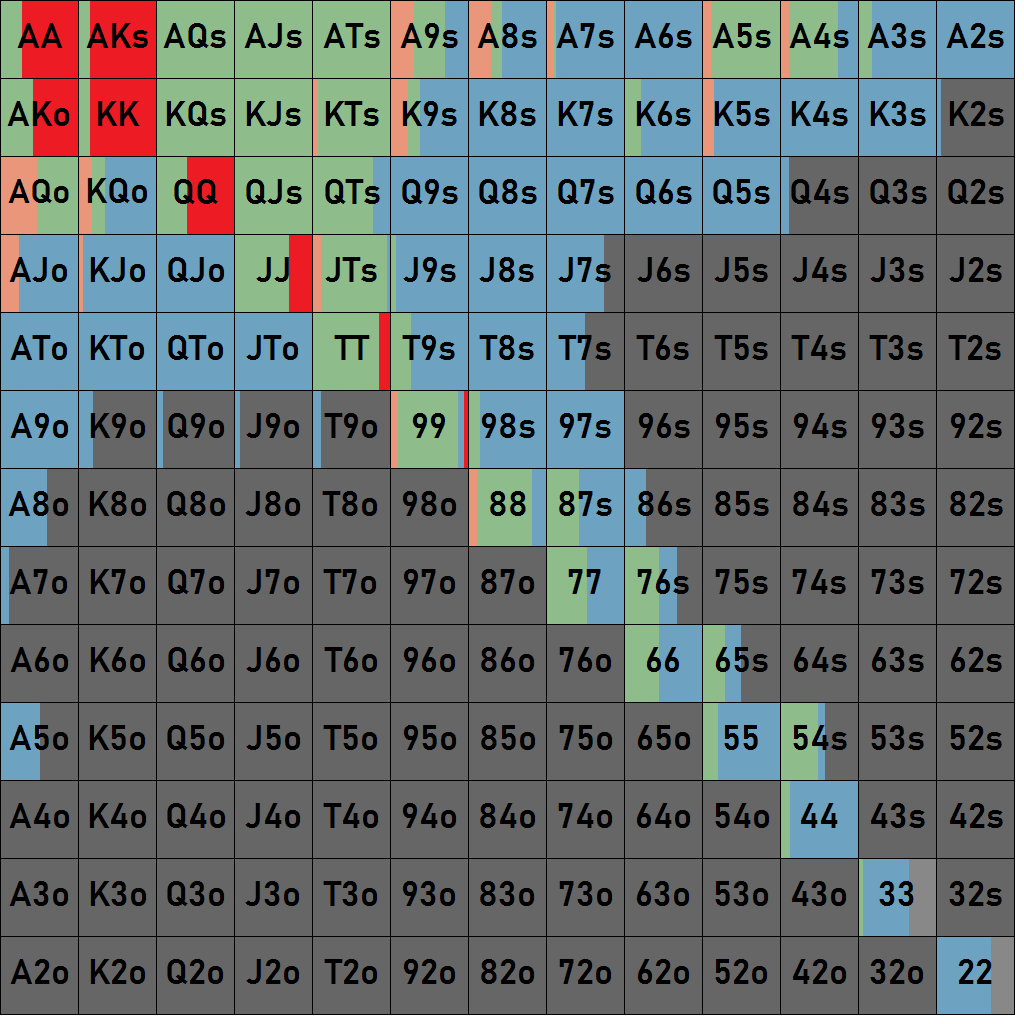 AA AKs AQs AJs ATs A9s A8s A7s A6s A5s A4s A3s A2s
AKo KK KQs KJs KTs K9s K8s K7s K6s K5s K4s K3s K2s
AQo KQo QQ QJs QTs Q9s Q8s Q7s Q6s Q5s Q4s Q3s Q2s
AJo KJo QJo JJ JTs J9s J8s J7s J6s J5s J4s J3s J2s
ATo KTo QTo JTo TT T9s T8s T7s T6s T5s T4s T3s T2s
A9o K9o Q9o J9o T9o 99 98s 97s 96s 95s 94s 93s 92s
A8o K8o Q8o J8o T8o 98o 88 87s 86s 85s 84s 83s 82s
A7o K7o Q7o J7o T7o 97o 87o 77 76s 75s 74s 73s 72s
A6o K6o Q6o J6o T6o 96o 86o 76o 66 65s 64s 63s 62s
A5o K5o Q5o J5o T5o 95o 85o 75o 65o 55 54s 53s 52s
A4o K4o Q4o J4o T4o 94o 84o 74o 64o 54o 44 43s 42s
A3o K3o Q3o J3o T3o 93o 83o 73o 63o 53o 43o 33 32s
A2o K2o Q2o J2o T2o 92o 82o 72o 62o 52o 42o 32o 22